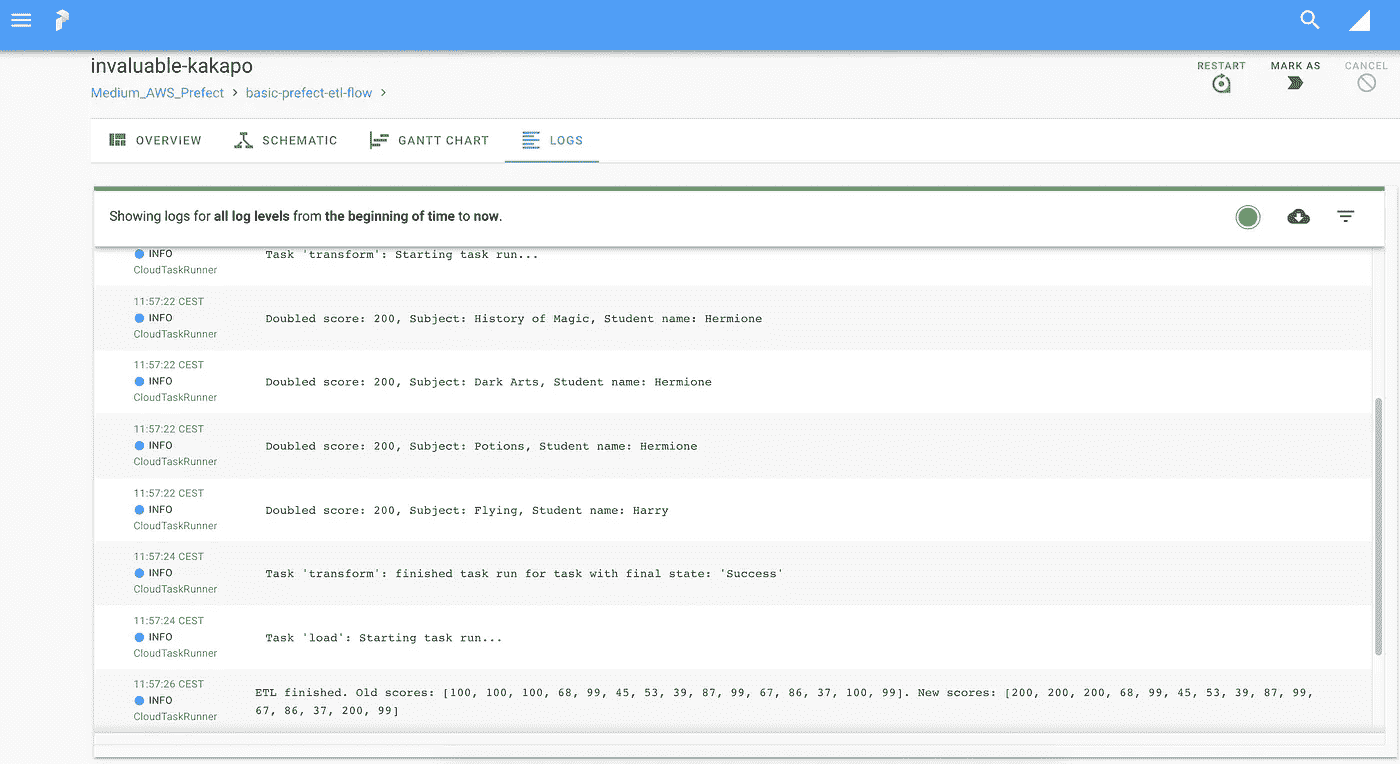 invaluable-kakapo
RESTART MARK AS CANCEL
Medium_AWS_Prefect > basic-prefect-etl-flow >
OVERVIEW SCHEMATIC GANTT CHART LOGS
Showing logs for all log levels from the beginning of time to now.
INFO Task 'transform': Starting task run...
CloudTaskRunner
11:57:22 CEST
INFO Doubled score: 200, Subject: History of Magic, Student name: Hermione
CloudTaskRunner
11:57:22 CEST
INFO Doubled score: 200, Subject: Dark Arts, Student name: Hermione
CloudTaskRunner
11:57:22 CEST
INFO Doubled score: 200, Subject: Potions, Student name: Hermione
CloudTaskRunner
11:57:22 CEST
INFO Doubled score: 200, Subject: Flying, Student name: Harry
CloudTaskRunner
11:57:24 CEST
INFO Task 'transform': finished task run for task with final state: 'Success'
CloudTaskRunner
11:57:24 CEST
INFO Task 'load': Starting task run...
CloudTaskRunner
11:57:26 CEST
INFO ETL finished. Old scores: [100, 100, 100, 68, 99, 45, 53, 39, 87, 99, 67, 86, 37, 100, 99]. New scores: [200, 200, 200, 68, 99, 45, 53, 39, 87, 99,
67, 86, 37, 200, 99]
CloudTaskRunner